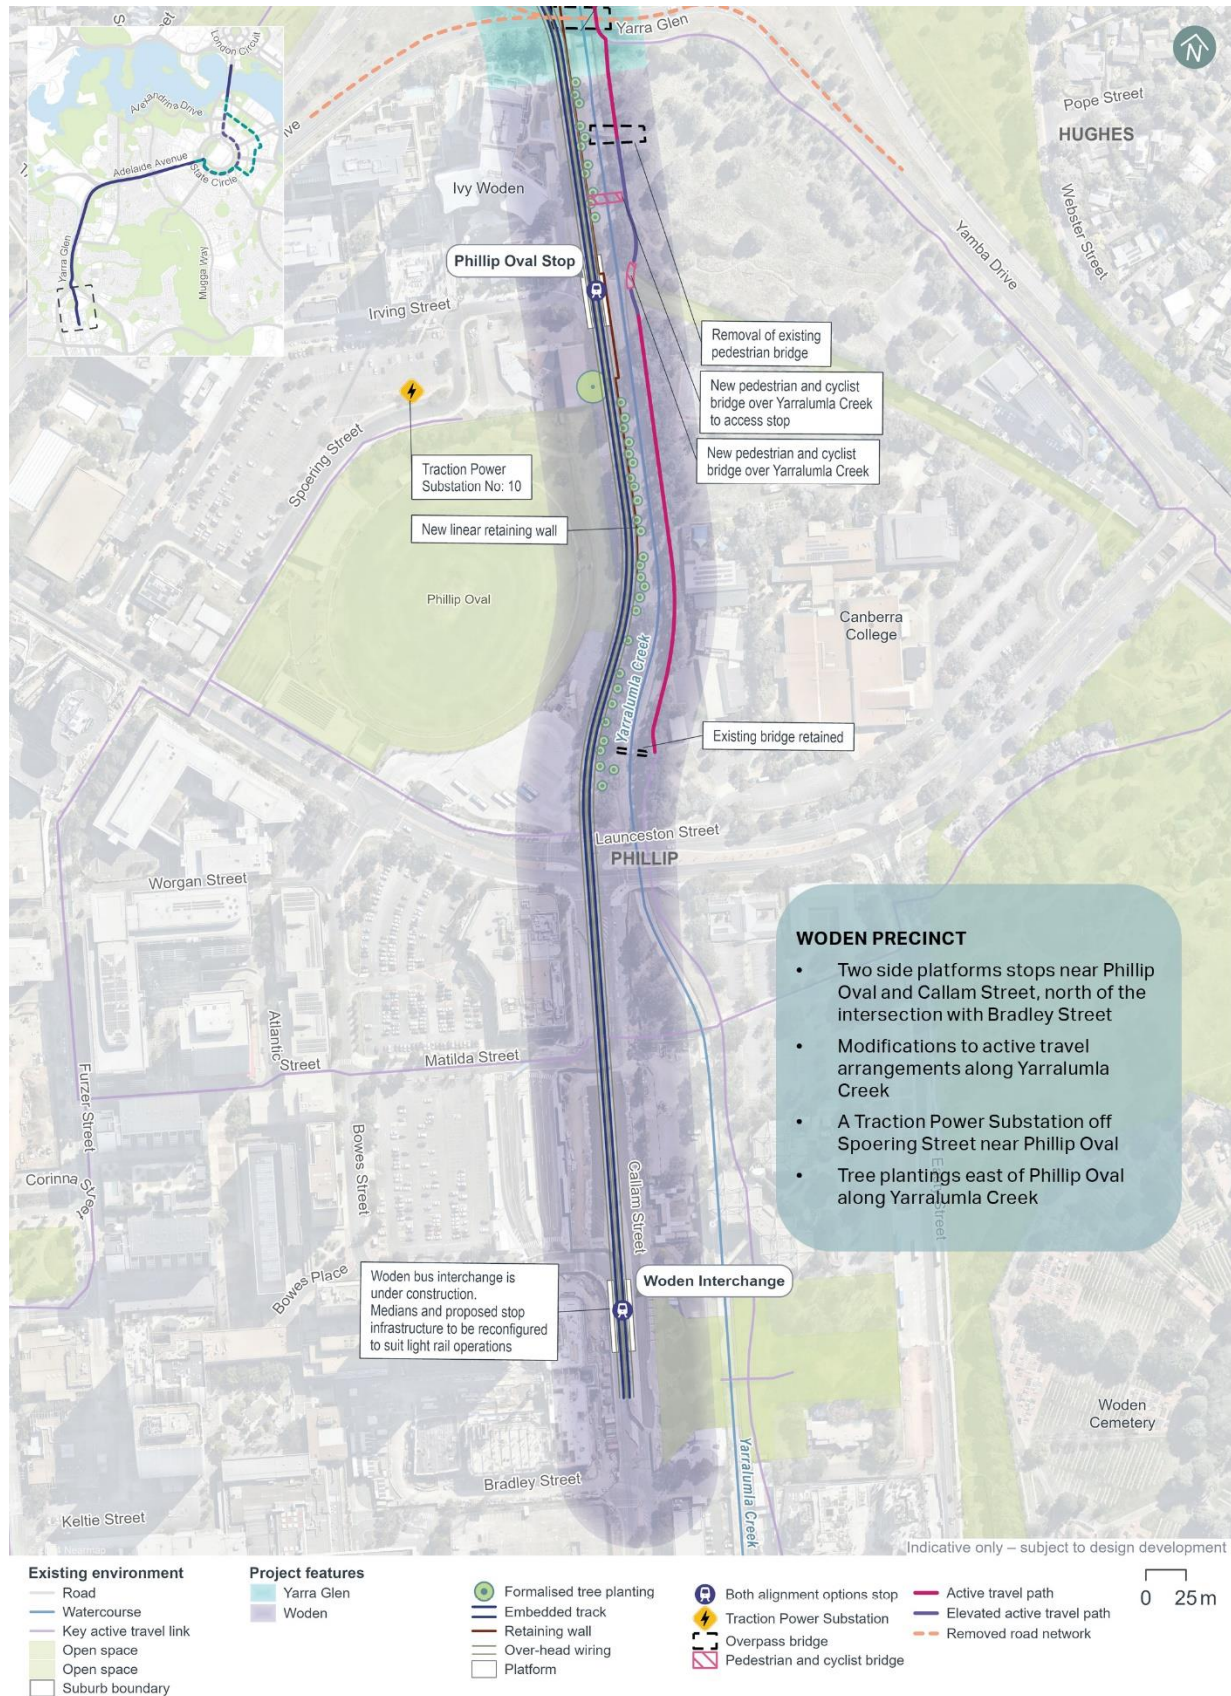 Yarra Glen
N
London Circuit
Alexandrina Drive
Adelaide Avenue
State Circle
Yarra Glen
Mugga Way
Pope Street
HUGHES
Webster Street
Yamba Drive
Ivy Woden
Phillip Oval Stop
Irving Street
Removal of existing
pedestrian bridge
New pedestrian and cyclist
bridge over Yarralumla Creek
to access stop
New pedestrian and cyclist
bridge over Yarralumla Creek
Spoering Street
Traction Power
Substation No: 10
New linear retaining wall
Phillip Oval
Canberra
College
Yarralumla Creek
Existing bridge retained
Launceston Street
PHILLIP
Worgan Street
WODEN PRECINCT
• Two side platforms stops near Phillip
Oval and Callam Street, north of the
intersection with Bradley Street
• Modifications to active travel
arrangements along Yarralumla
Creek
• A Traction Power Substation off
Spoering Street near Phillip Oval
• Tree plantings east of Phillip Oval
along Yarralumla Creek
Atlantic Street
Matilda Street
Furzer Street
Bowes Street
Corinna Street
Callam Street
Bowes Place
Woden bus interchange is
under construction.
Medians and proposed stop
infrastructure to be reconfigured
to suit light rail operations
Woden Interchange
Woden
Cemetery
Yarralumla Creek
Bradley Street
Keltie Street
Indicative only – subject to design development
Existing environment
Road
Watercourse
Key active travel link
Open space
Open space
Suburb boundary
Project features
Yarra Glen
Woden
Formalised tree planting
Embedded track
Retaining wall
Over-head wiring
Platform
Both alignment options stop
Traction Power Substation
Overpass bridge
Pedestrian and cyclist bridge
Active travel path
Elevated active travel path
Removed road network
0 25 m